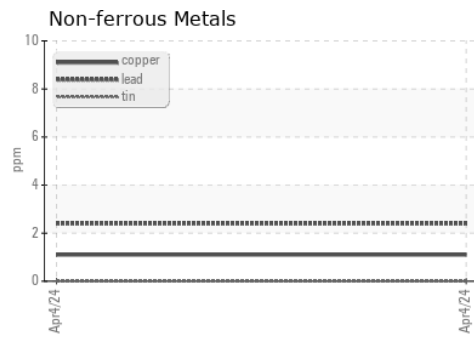 Non-ferrous Metals
10
8
6
4
2
0
ppm
copper
lead
tin
Apr4/24
Apr4/24